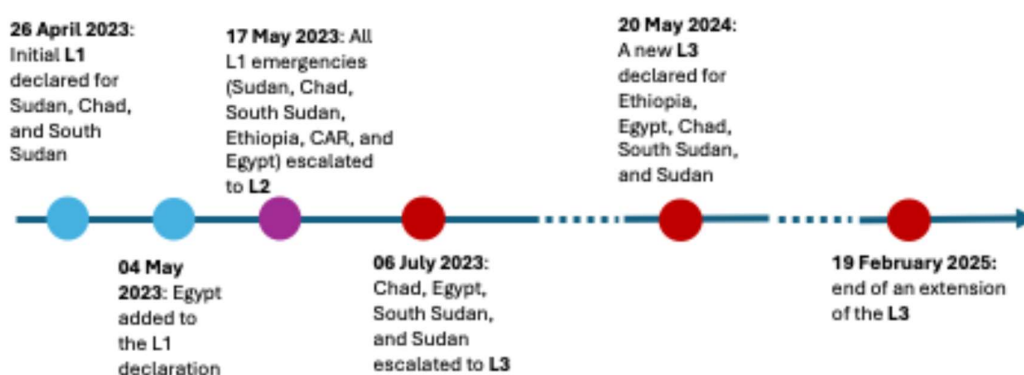 26 April 2023:
Initial L1
declared for
Sudan, Chad,
and South
Sudan
04 May
2023: Egypt
added to
the L1
declaration
17 May 2023: All
L1 emergencies
(Sudan, Chad,
South Sudan,
Ethiopia, CAR, and
Egypt) escalated
to L2
06 July 2023:
Chad, Egypt,
South Sudan,
and Sudan
escalated to L3
20 May 2024:
A new L3
declared for
Ethiopia,
Egypt, Chad,
South Sudan,
and Sudan
19 February 2025:
end of an extension
of the L3